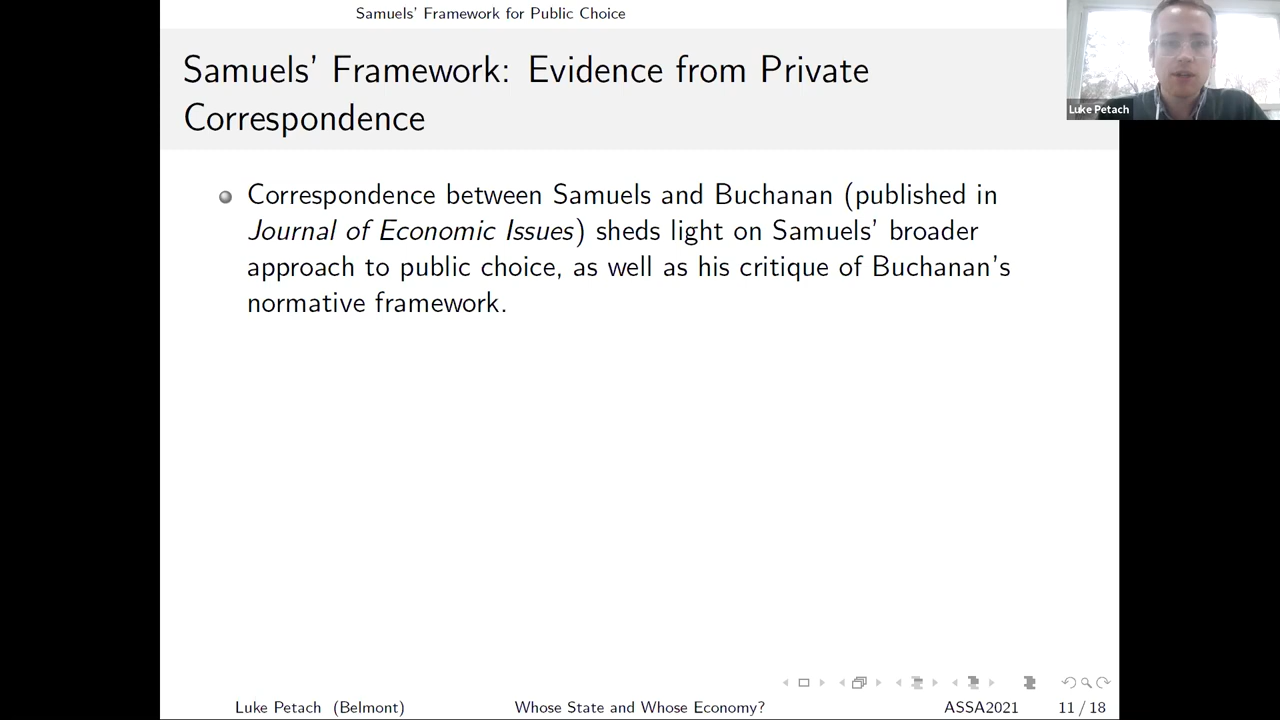 Samuels' Framework for Public Choice
Samuels' Framework: Evidence from Private
Correspondence
Luke Petach
Correspondence between Samuels and Buchanan (published in
Journal of Economic Issues) sheds light on Samuels' broader
approach to public choice, as well as his critique of Buchanan's
normative framework.
Luke Petach (Belmont)
Whose State and Whose Economy?
ASSA2021
11 / 18